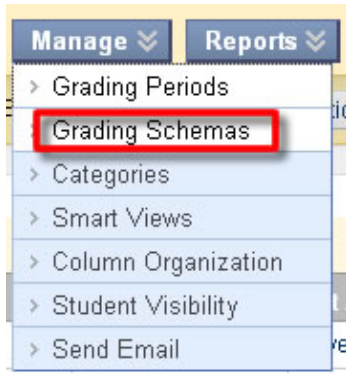 Manage Reports
Grading Periods
Grading Schemas
Categories
Smart Views
Column Organization
Student Visibility
Send Email